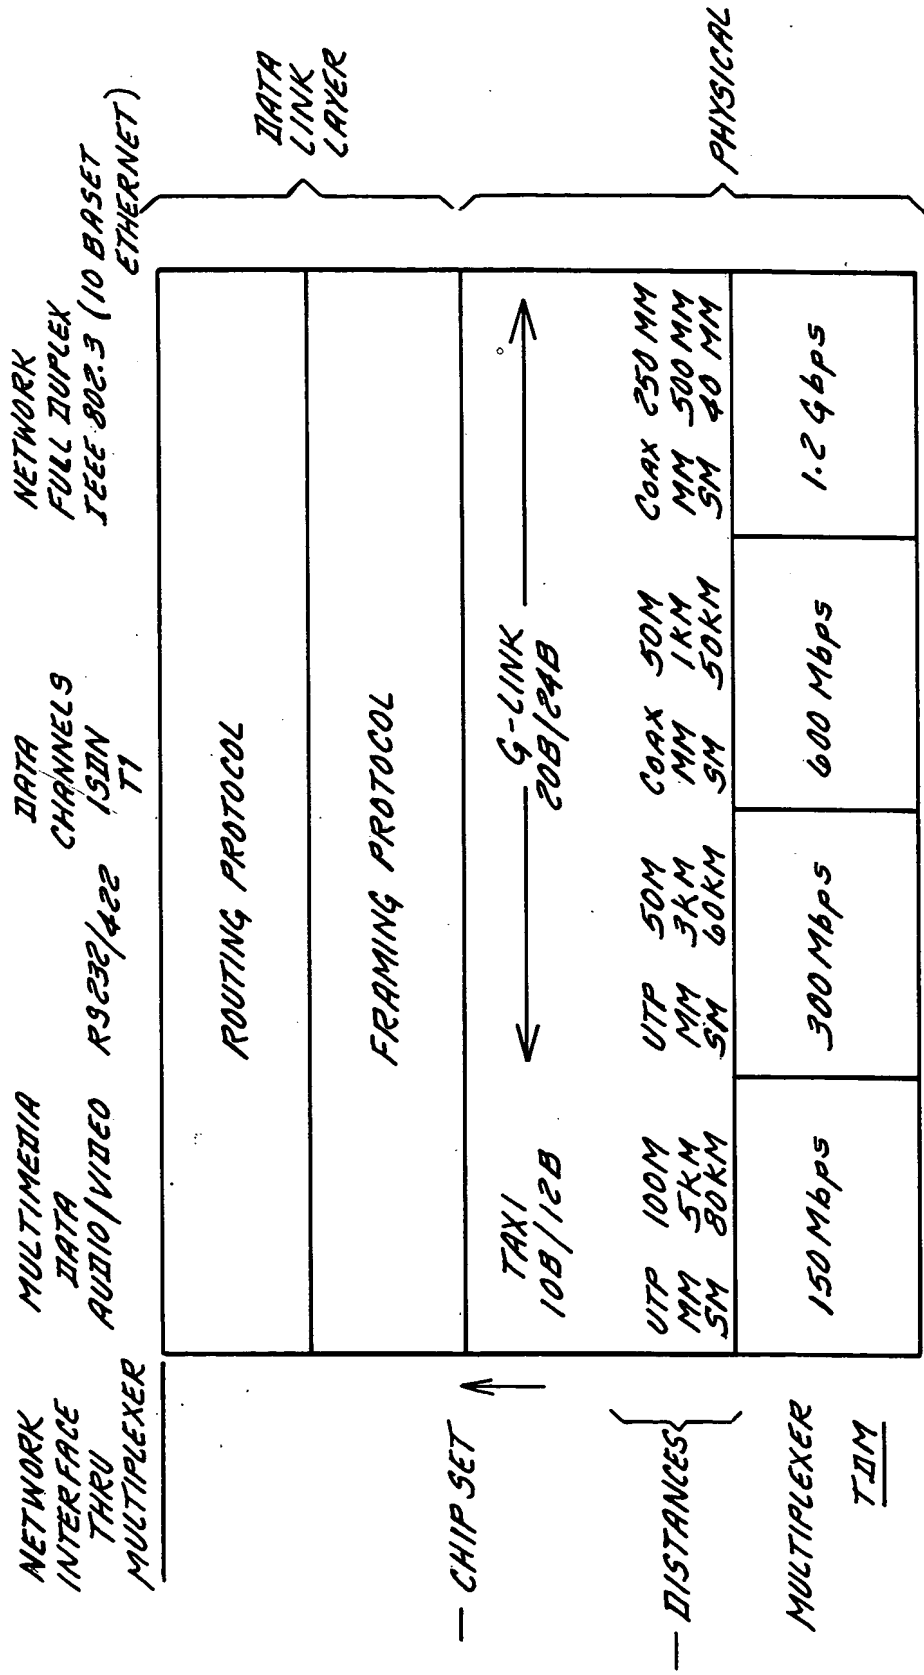 NETWORK
INTERFACE
THRU
MULTIPLEXER
MULTIMEDIA
DATA
AUDIO/VIDEO
RS232/422
DATA
CHANNELS
ISDN
T1
NETWORK
FULL DUPLEX
IEEE 802.3 (10 BASET
ETHERNET)
ROUTING PROTOCOL
FRAMING PROTOCOL
DATA
LINK
LAYER
— CHIP SET
TAXI
10B/12B
G-LINK
20B/24B
— DISTANCES
UTP 100M
MM 5KM
SM 80KM
UTP 50M
MM 3KM
SM 60KM
COAX 50M
MM 1KM
SM 50KM
COAX 250 MM
MM 500 MM
SM 40 MM
PHYSICAL
MULTIPLEXER
150 Mbps
300 Mbps
600 Mbps
1.2 Gbps
TDM